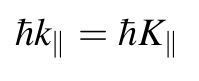 ħk∥ = ħK∥